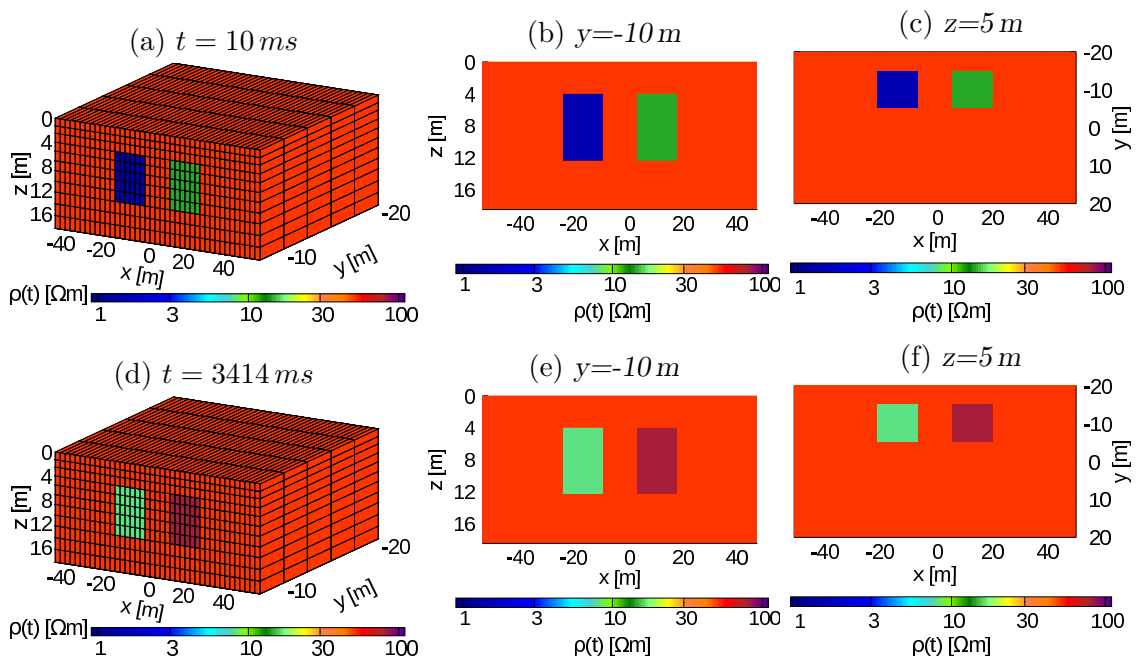 (a) t = 10 ms
0
4
8
12
16
z [m]
-40 -20 0 20 40
x [m]
-20
-10
y [m]
ρ(t) [Ωm]
1 3 10 30 100
(b) y=-10 m
0
4
8
12
16
z [m]
-40 -20 0 20 40
x [m]
1 3 10 30 100
ρ(t) [Ωm]
(c) z=5 m
-20
-10
0
10
20
y [m]
-40 -20 0 20 40
x [m]
1 3 10 30 100
ρ(t) [Ωm]
(d) t = 3414 ms
0
4
8
12
16
z [m]
-40 -20 0 20 40
x [m]
-20
-10
y [m]
ρ(t) [Ωm]
1 3 10 30 100
(e) y=-10 m
0
4
8
12
16
z [m]
-40 -20 0 20 40
x [m]
1 3 10 30 100
ρ(t) [Ωm]
(f) z=5 m
-20
-10
0
10
20
y [m]
-40 -20 0 20 40
x [m]
1 3 10 30 100
ρ(t) [Ωm]